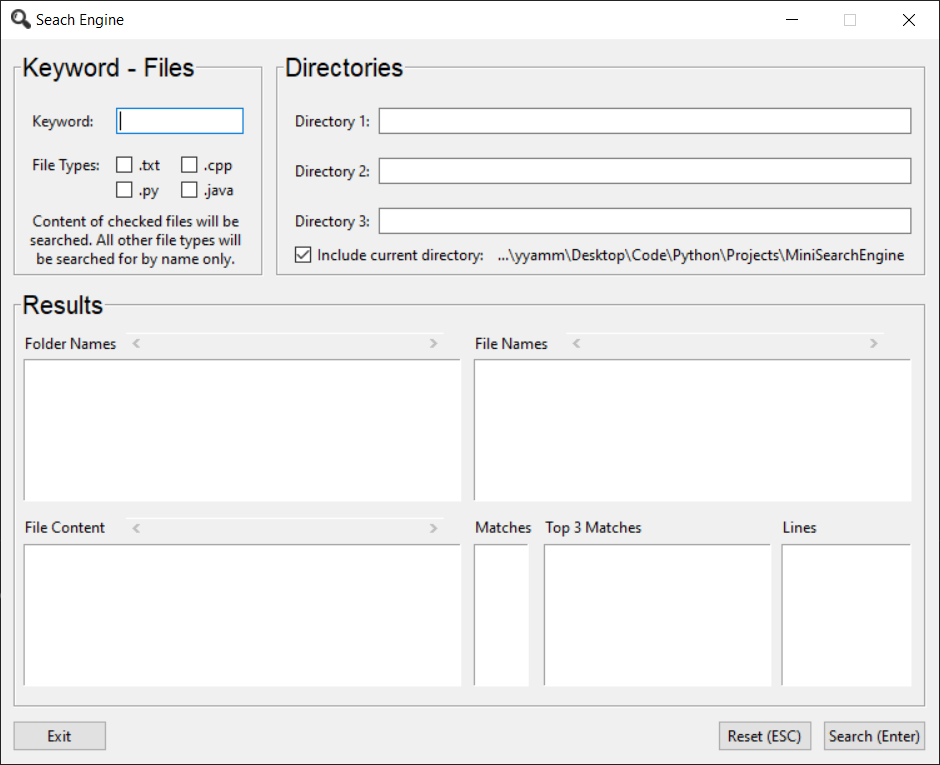 Seach Engine
Keyword - Files
Keyword:
File Types:
.txt
.cpp
.py
.java
Content of checked files will be
searched. All other file types will
be searched for by name only.
Directories
Directory 1:
Directory 2:
Directory 3:
Include current directory: ...\yyamm\Desktop\Code\Python\Projects\MiniSearchEngine
Results
Folder Names
File Names
File Content
Matches
Top 3 Matches
Lines
Exit
Reset (ESC)
Search (Enter)